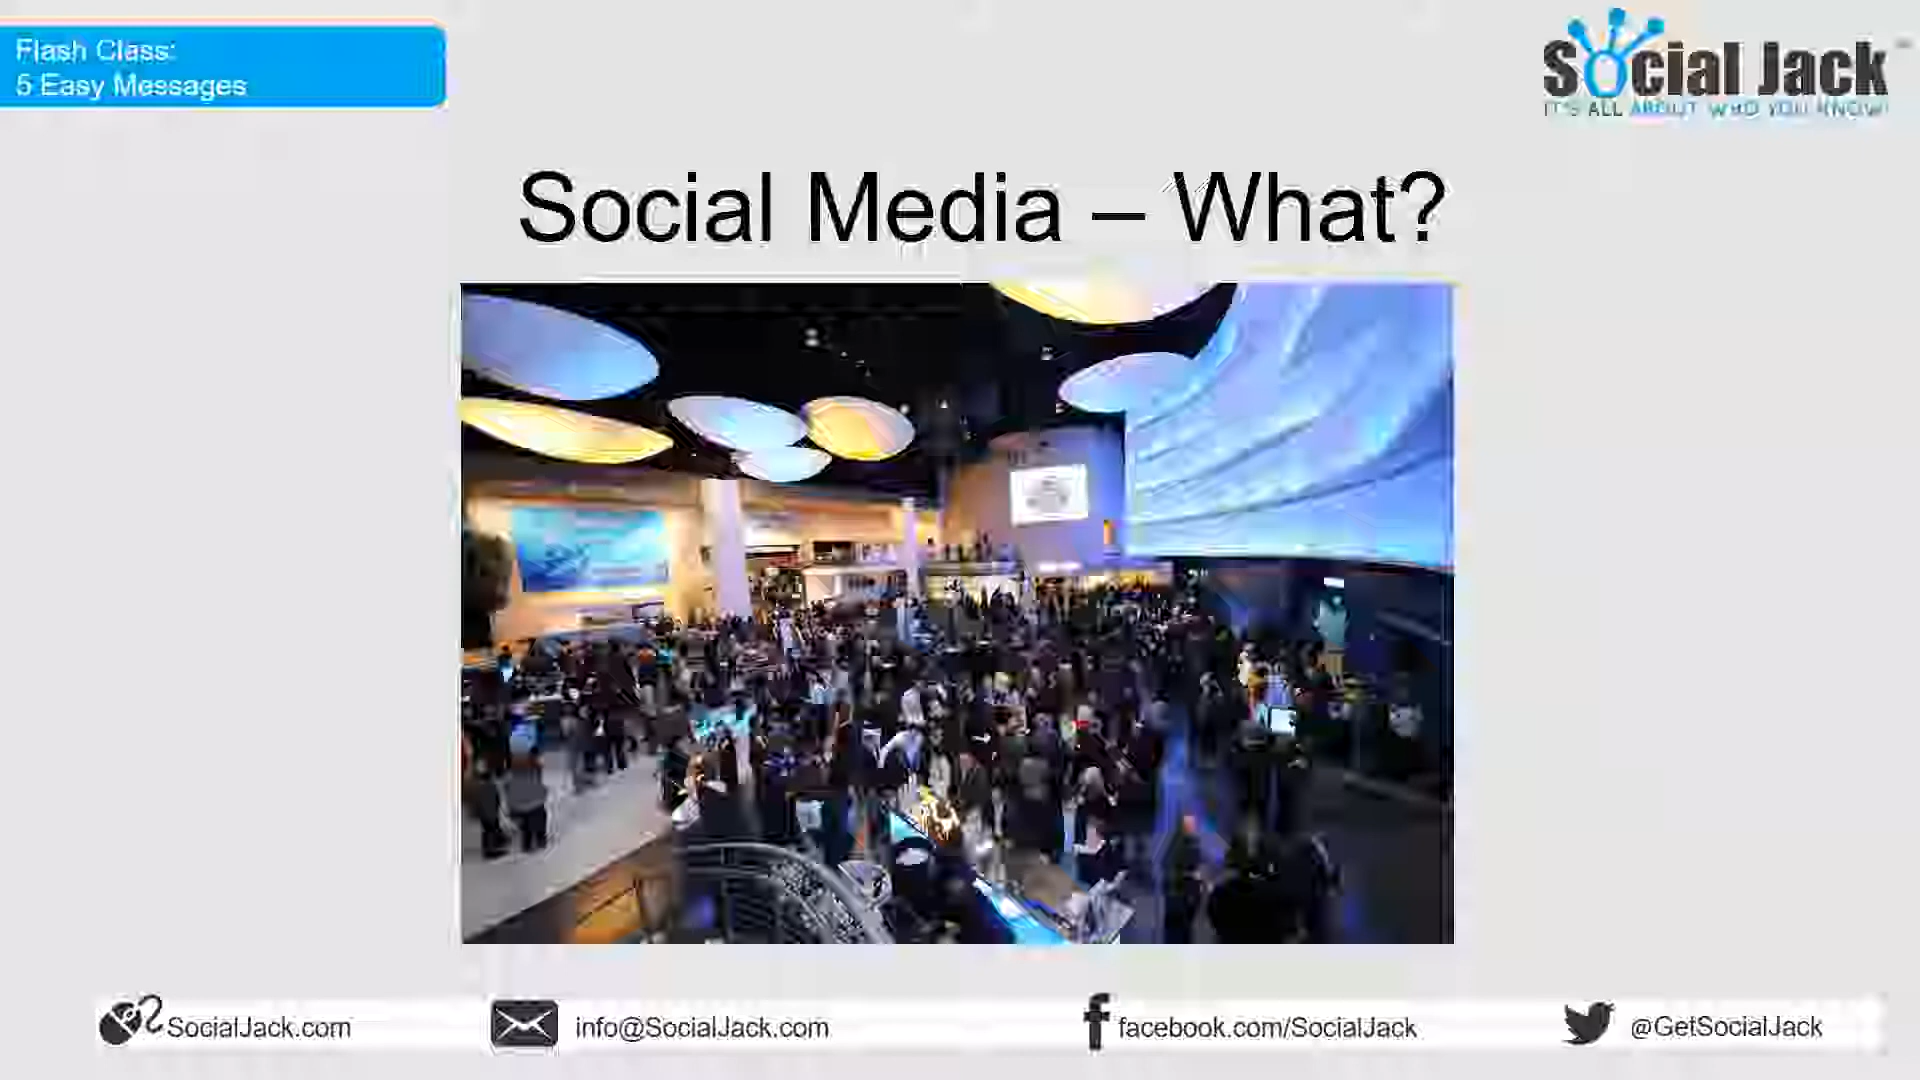 Flash Class:
5 Easy Messages
Social Jack
IT'S ALL ABOUT WHO YOU KNOW!
Social Media – What?
SocialJack.com
info@SocialJack.com
facebook.com/SocialJack
@GetSocialJack